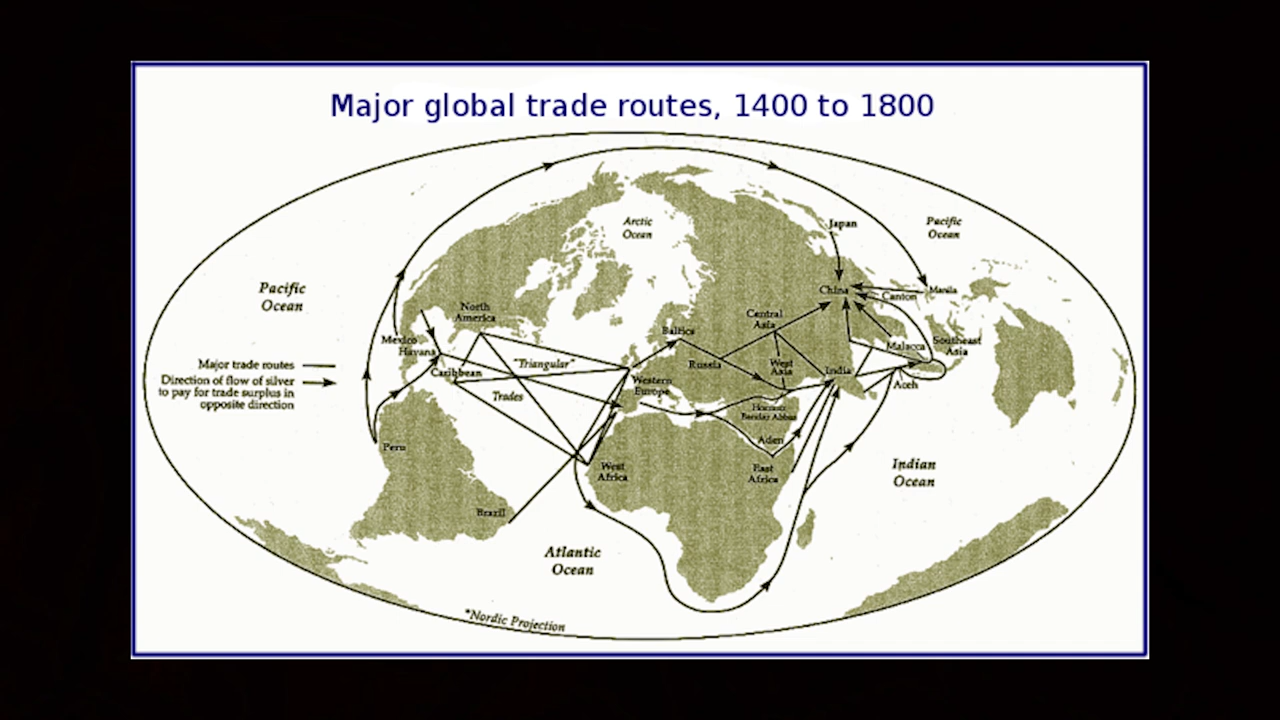 Major global trade routes, 1400 to 1800
Arctic
Ocean
Japan
Pacific
Ocean
Pacific
Ocean
China
Canton
Manila
North
America
Central
Asia
Baltics
Mexico
Havana
Malacca
Southeast
Asia
Major trade routes
Direction of flow of silver
to pay for trade surplus in
opposite direction
"Triangular"
Trades
Caribbean
Russia
West
Asia
India
Aceh
Western
Europe
Hormuz
Bandar Abbas
Aden
Peru
West
Africa
East
Africa
Indian
Ocean
Brazil
Atlantic
Ocean
*Nordic Projection